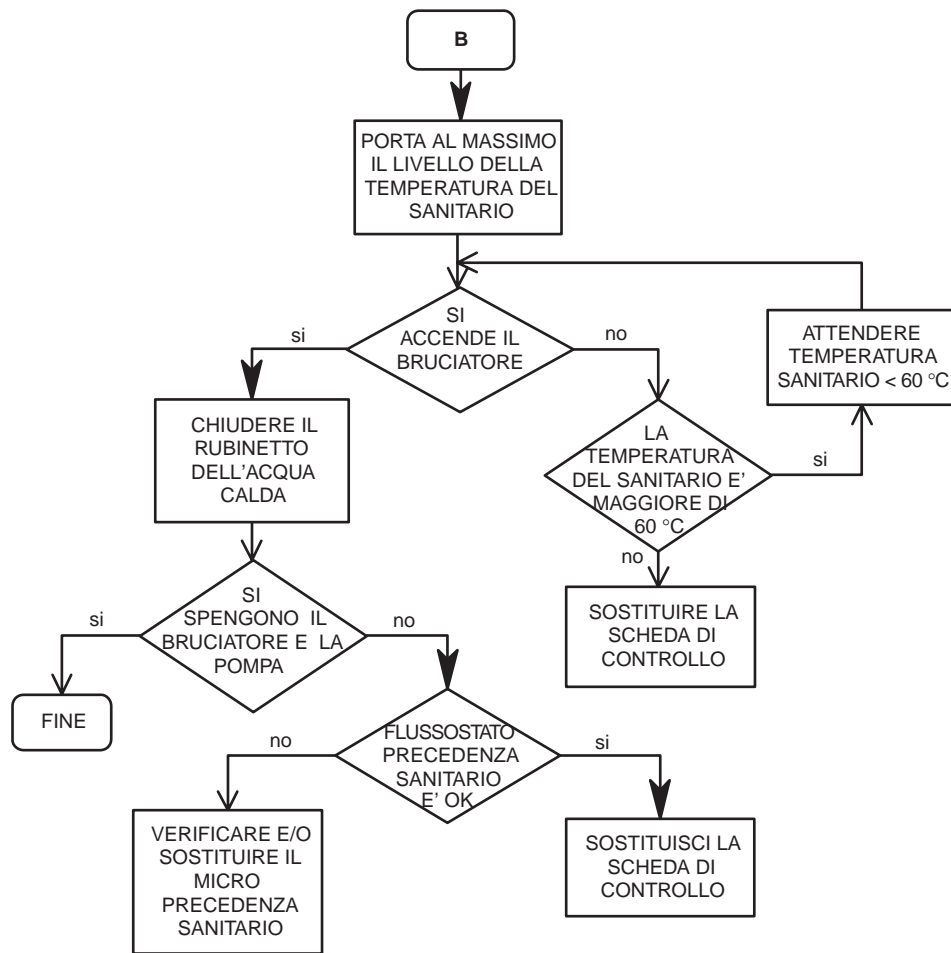 B
PORTA AL MASSIMO
IL LIVELLO DELLA
TEMPERATURA DEL
SANITARIO
SI
ACCENDE IL
BRUCIATORE
si
no
ATTENDERE
TEMPERATURA
SANITARIO < 60 °C
CHIUDERE IL
RUBINETTO
DELL'ACQUA
CALDA
LA
TEMPERATURA
DEL SANITARIO E'
MAGGIORE DI
60 °C
si
no
SOSTITUIRE LA
SCHEDA DI
CONTROLLO
SI
SPENGONO IL
BRUCIATORE E LA
POMPA
si
no
FINE
FLUSSOSTATO
PRECEDENZA
SANITARIO
E' OK
no
si
VERIFICARE E/O
SOSTITUIRE IL
MICRO
PRECEDENZA
SANITARIO
SOSTITUISCI LA
SCHEDA DI
CONTROLLO